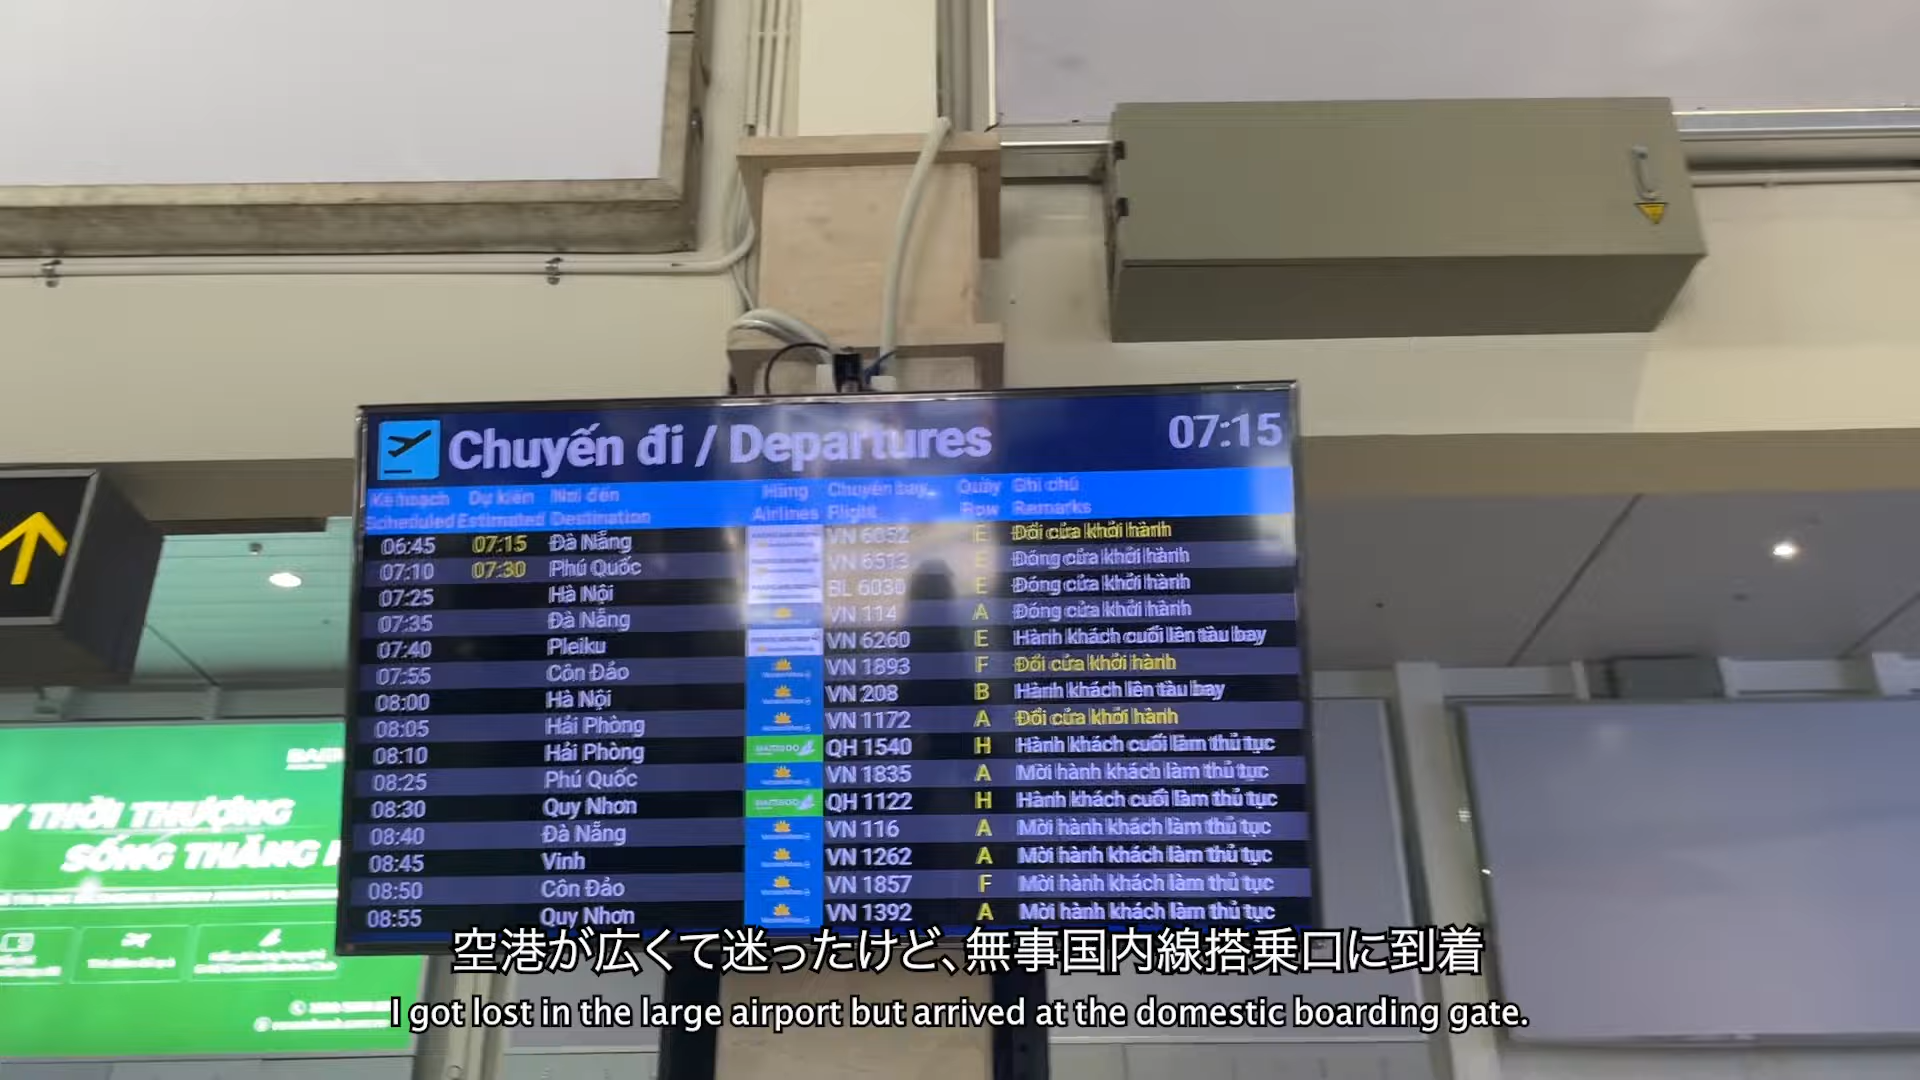 Chuyến đi / Departures 07:15
Kế hoạch Dự kiến Nơi đến Hãng Chuyến bay Quầy Ghi chú
Scheduled Estimated Destination Airlines Flight Row Remarks
06:45 07:15 Đà Nẵng VN 6052 E Đổi cửa khởi hành
07:10 07:30 Phú Quốc VN 6513 E Đóng cửa khởi hành
07:25 Hà Nội BL 6030 E Đóng cửa khởi hành
07:35 Đà Nẵng VN 114 A Đóng cửa khởi hành
07:40 Pleiku VN 6260 E Hành khách cuối lên tàu bay
07:55 Côn Đảo VN 1893 F Đổi cửa khởi hành
08:00 Hà Nội VN 208 B Hành khách lên tàu bay
08:05 Hải Phòng VN 1172 A Đổi cửa khởi hành
08:10 Hải Phòng BAMBOO QH 1540 H Hành khách cuối làm thủ tục
08:25 Phú Quốc VN 1835 A Mời hành khách làm thủ tục
08:30 Quy Nhơn BAMBOO QH 1122 H Hành khách cuối làm thủ tục
08:40 Đà Nẵng VN 116 A Mời hành khách làm thủ tục
08:45 Vinh VN 1262 A Mời hành khách làm thủ tục
08:50 Côn Đảo VN 1857 F Mời hành khách làm thủ tục
08:55 Quy Nhơn VN 1392 A Mời hành khách làm thủ tục
Y THỜI THƯỢNG
SỐNG THĂNG
空港が広くて迷ったけど、無事国内線搭乗口に到着
I got lost in the large airport but arrived at the domestic boarding gate.